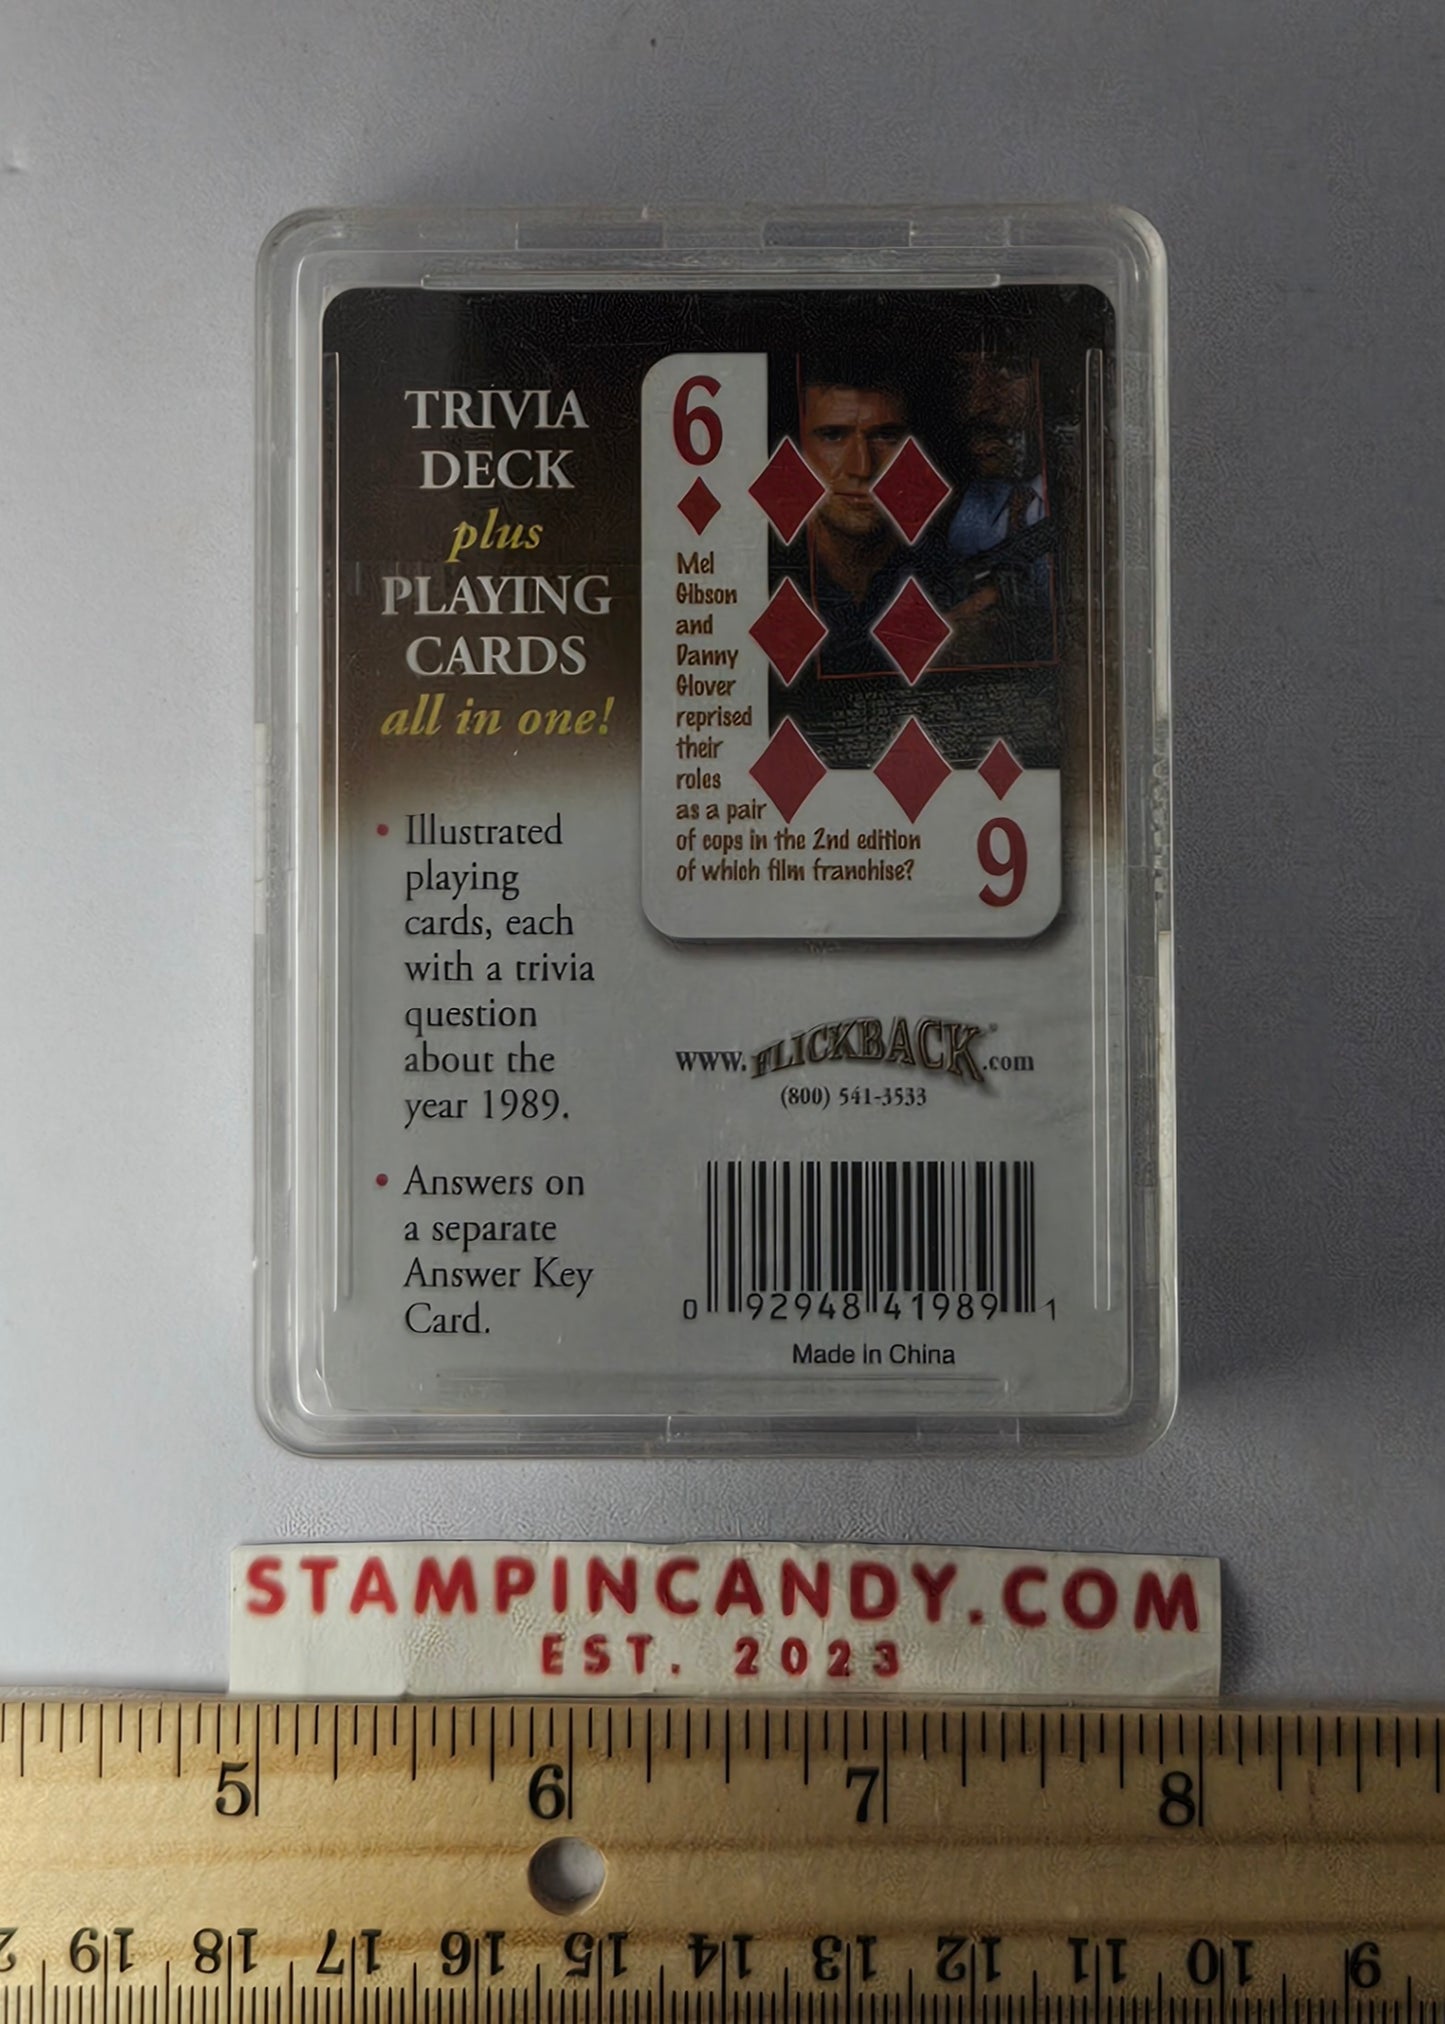 TRIVIA
DECK
plus
PLAYING
CARDS
all in one!
• Illustrated
playing
cards, each
with a trivia
question
about the
year 1989.
• Answers on
a separate
Answer Key
Card.
6
Mel
Gibson
and
Danny
Glover
reprised
their
roles
as a pair
of cops in the 2nd edition
of which film franchise?
6
www.FLICKBACK.com
(800) 541-3533
0 92948 41989 1
Made in China
STAMPINCANDY.COM
EST. 2023
5 6 7 8
19 18 17 16 15 14 13 12 11 10 9